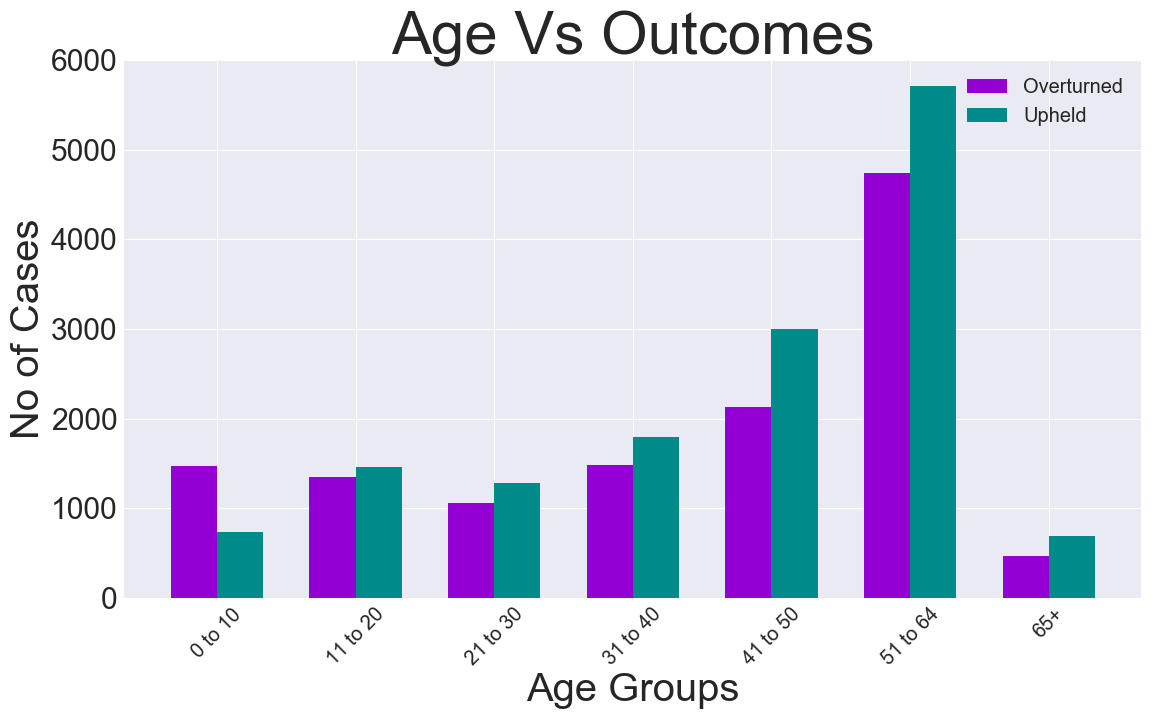 Age Vs Outcomes
6000
5000
4000
3000
2000
1000
0
No of Cases
Overturned
Upheld
0 to 10
11 to 20
21 to 30
31 to 40
41 to 50
51 to 64
65+
Age Groups